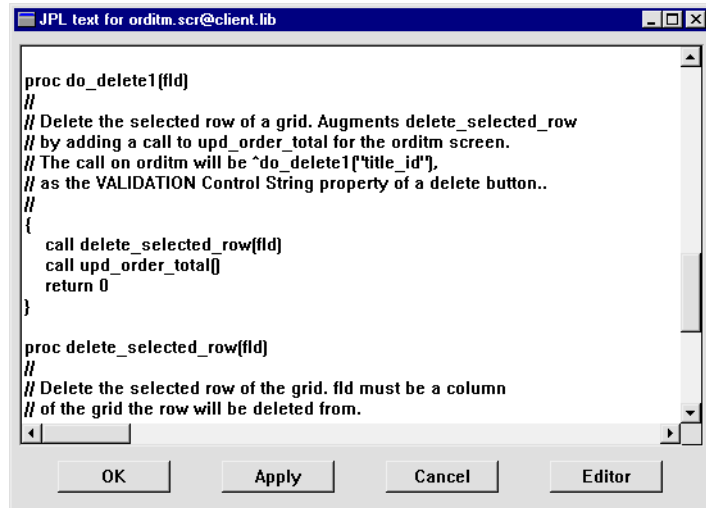 JPL text for orditm.scr@client.lib
proc do_delete1(fld)
//
// Delete the selected row of a grid. Augments delete_selected_row
// by adding a call to upd_order_total for the orditm screen.
// The call on orditm will be ^do_delete1("title_id"),
// as the VALIDATION Control String property of a delete button..
//
{
call delete_selected_row(fld)
call upd_order_total()
return 0
}
proc delete_selected_row(fld)
//
// Delete the selected row of the grid. fld must be a column
// of the grid the row will be deleted from.
OK Apply Cancel Editor